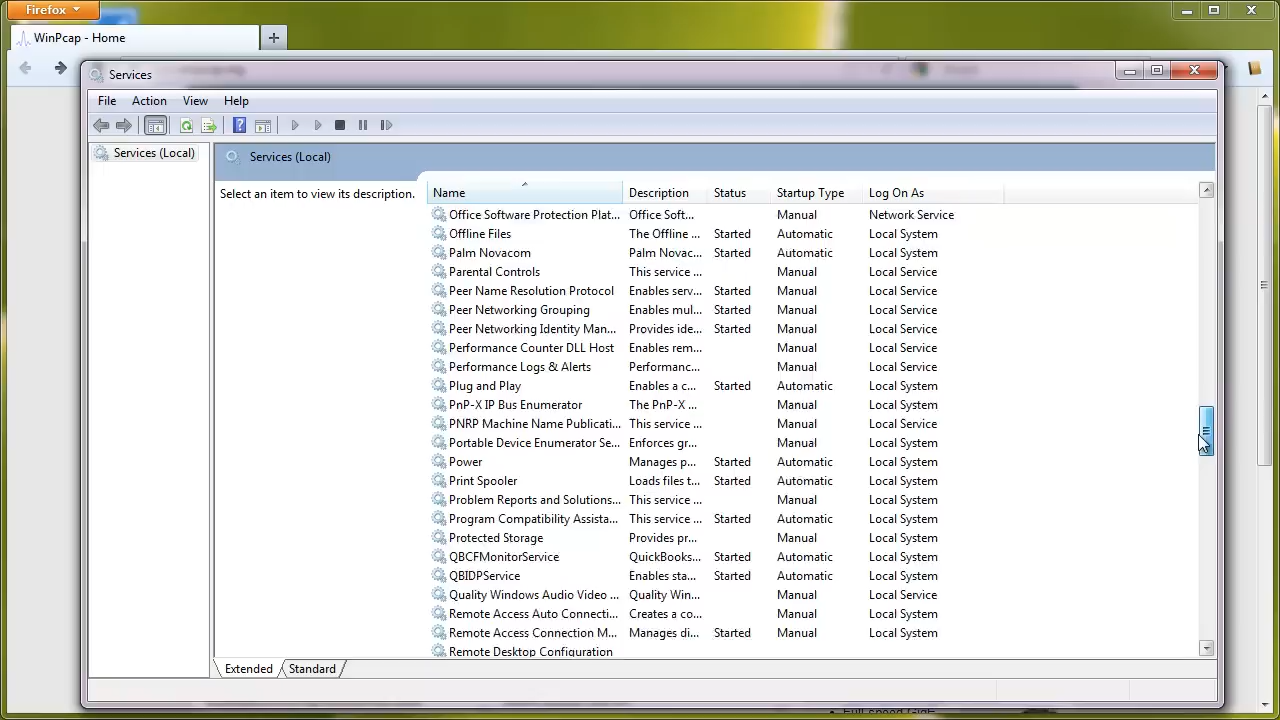 Firefox
WinPcap - Home
Services
File Action View Help
Services (Local)
Services (Local)
Select an item to view its description.
Name Description Status Startup Type Log On As
Office Software Protection Plat... Office Soft... Manual Network Service
Offline Files The Offline ... Started Automatic Local System
Palm Novacom Palm Novac... Started Automatic Local System
Parental Controls This service ... Manual Local Service
Peer Name Resolution Protocol Enables serv... Started Manual Local Service
Peer Networking Grouping Enables mul... Started Manual Local Service
Peer Networking Identity Man... Provides ide... Started Manual Local Service
Performance Counter DLL Host Enables rem... Manual Local Service
Performance Logs & Alerts Performanc... Manual Local Service
Plug and Play Enables a c... Started Automatic Local System
PnP-X IP Bus Enumerator The PnP-X ... Manual Local System
PNRP Machine Name Publicati... This service ... Manual Local Service
Portable Device Enumerator Se... Enforces gr... Manual Local System
Power Manages p... Started Automatic Local System
Print Spooler Loads files t... Started Automatic Local System
Problem Reports and Solutions... This service ... Manual Local System
Program Compatibility Assista... This service ... Started Automatic Local System
Protected Storage Provides pr... Manual Local System
QBCFMonitorService QuickBooks... Started Automatic Local System
QBIDPService Enables sta... Started Automatic Local System
Quality Windows Audio Video ... Quality Win... Manual Local Service
Remote Access Auto Connecti... Creates a co... Manual Local System
Remote Access Connection M... Manages di... Started Manual Local System
Remote Desktop Configuration
Extended Standard